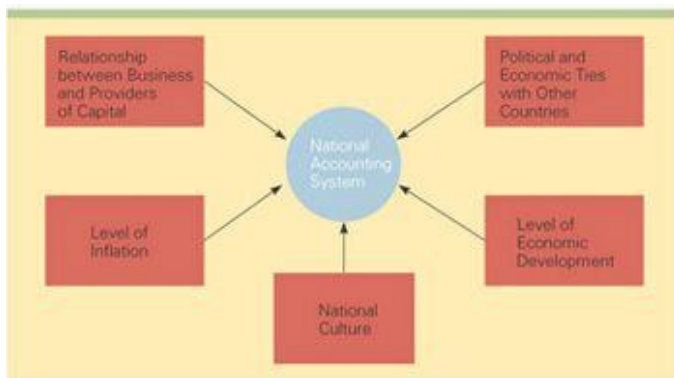 Relationship
between Business
and Providers
of Capital
Political and
Economic Ties
with Other
Countries
National
Accounting
System
Level of
Inflation
Level of
Economic
Development
National
Culture